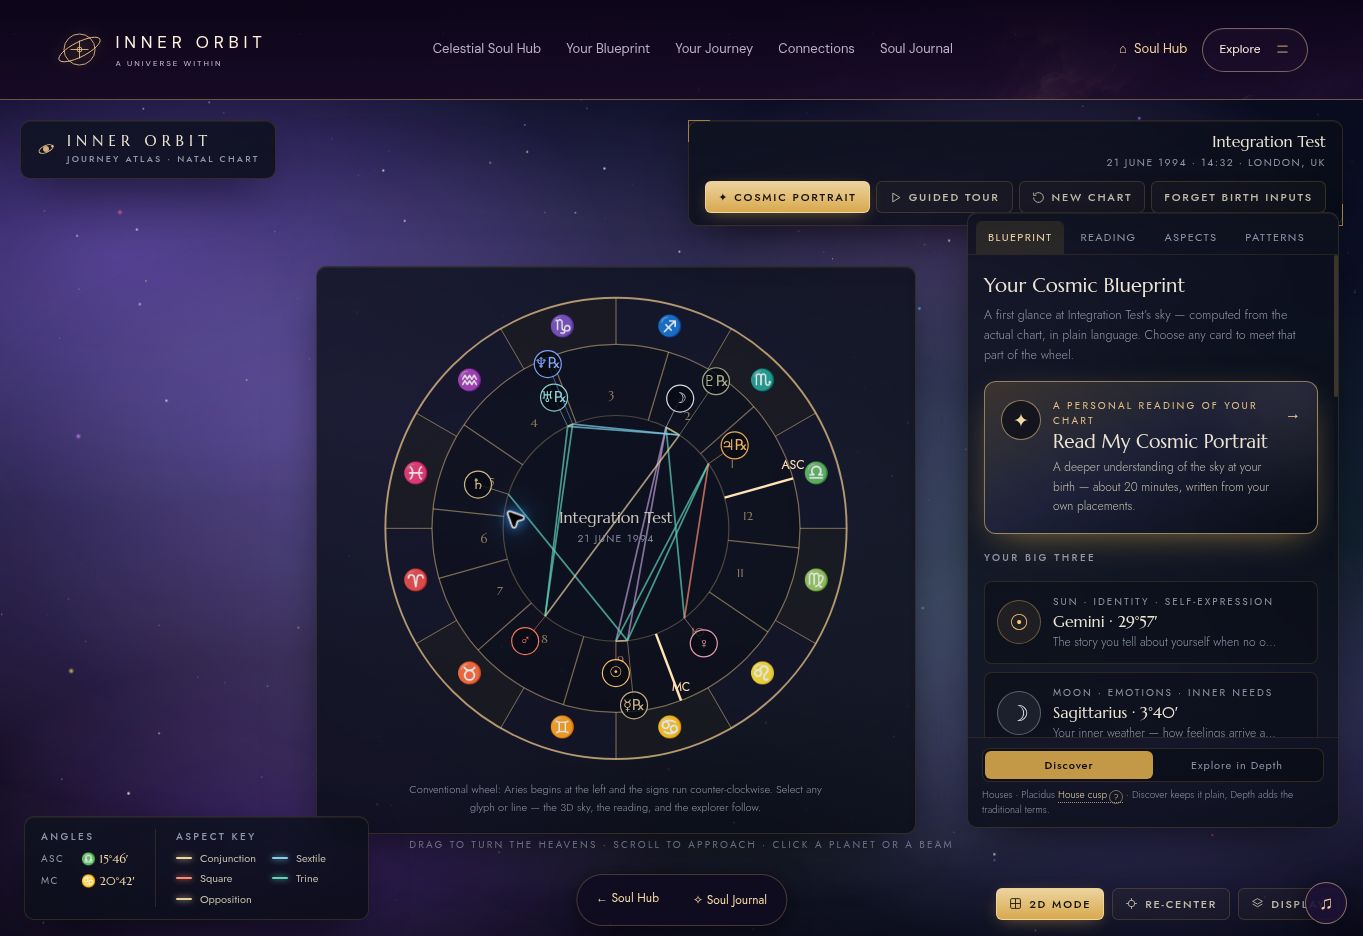 INNER ORBIT
A UNIVERSE WITHIN
Celestial Soul Hub
Your Blueprint
Your Journey
Connections
Soul Journal
⌂ Soul Hub
Explore
INNER ORBIT
JOURNEY ATLAS · NATAL CHART
Integration Test
21 JUNE 1994 · 14:32 · LONDON, UK
✦ COSMIC PORTRAIT
GUIDED TOUR
NEW CHART
FORGET BIRTH INPUTS
BLUEPRINT
READING
ASPECTS
PATTERNS
Your Cosmic Blueprint
A first glance at Integration Test's sky — computed from the
actual chart, in plain language. Choose any card to meet that
part of the wheel.
A PERSONAL READING OF YOUR
CHART
→
Read My Cosmic Portrait
A deeper understanding of the sky at your
birth — about 20 minutes, written from your
own placements.
YOUR BIG THREE
☉
SUN · IDENTITY · SELF-EXPRESSION
Gemini · 29°57′
The story you tell about yourself when no o...
☽
MOON · EMOTIONS · INNER NEEDS
Sagittarius · 3°40′
Your inner weather — how feelings arrive a...
Discover
Explore in Depth
Houses · Placidus House cusp ? · Discover keeps it plain, Depth adds the
traditional terms.
♑ ♐
♆℞
♇℞
♒ ♏
♅℞ ☽
3
2
4
♃℞
1
ASC
♓ ♎
♄ 5
12
Integration Test
21 JUNE 1994
6
11
♈ ♍
7
♂ 8
♀
9
☉
MC
♉ ♌
☿℞
♊ ♋
Conventional wheel: Aries begins at the left and the signs run counter-clockwise. Select any
glyph or line — the 3D sky, the reading, and the explorer follow.
DRAG TO TURN THE HEAVENS · SCROLL TO APPROACH · CLICK A PLANET OR A BEAM
ANGLES
ASC ♎ 15°46′
MC ♋ 20°42′
ASPECT KEY
Conjunction
Sextile
Square
Trine
Opposition
← Soul Hub
✧ Soul Journal
2D MODE
RE-CENTER
♫